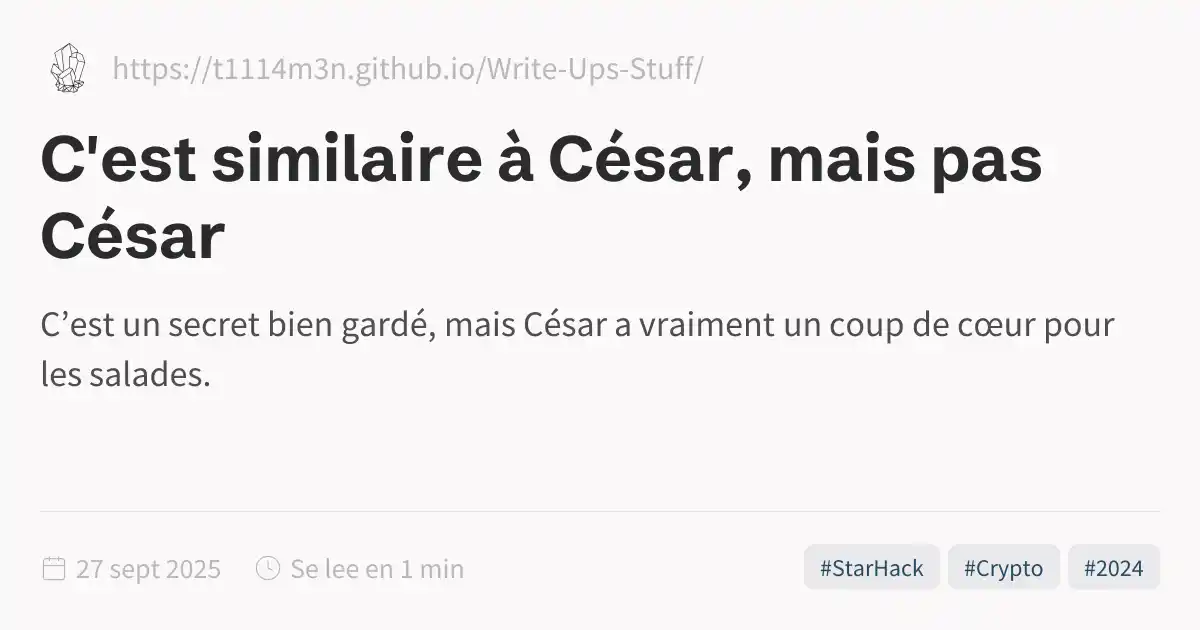 https://t1114m3n.github.io/Write-Ups-Stuff/
C'est similaire à César, mais pas
César
C’est un secret bien gardé, mais César a vraiment un coup de cœur pour
les salades.
27 sept 2025 Se lee en 1 min #StarHack #Crypto #2024